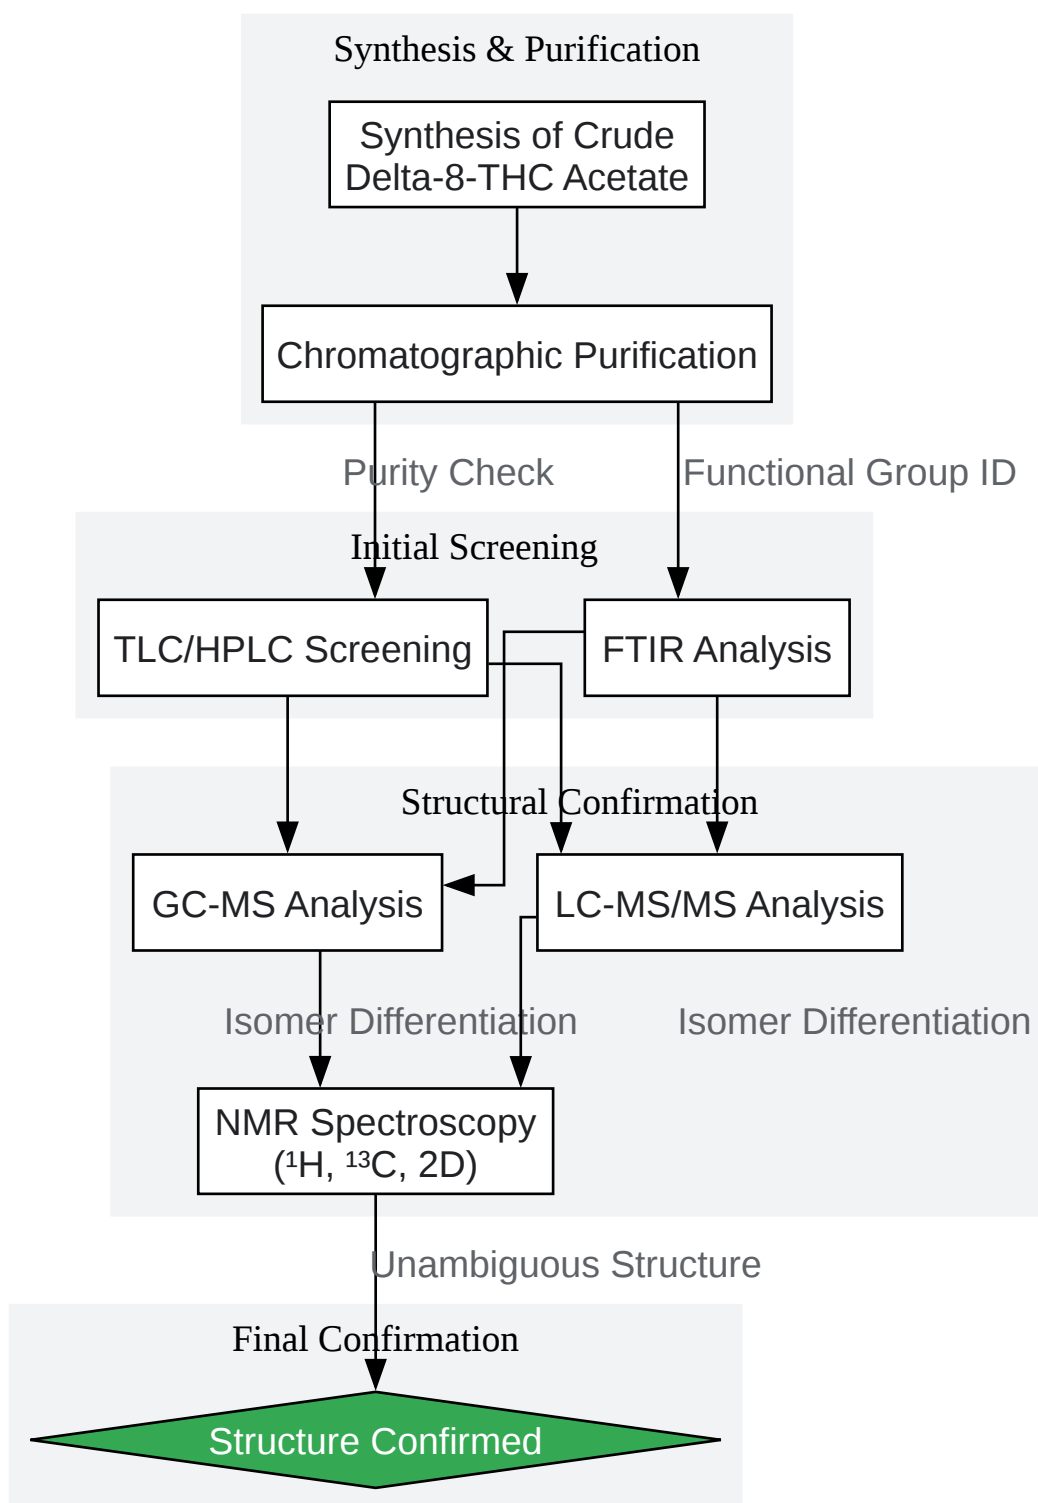 Synthesis & Purification
Synthesis of Crude
Delta-8-THC Acetate
Chromatographic Purification
Purity Check
Functional Group ID
Initial Screening
TLC/HPLC Screening
FTIR Analysis
Structural Confirmation
GC-MS Analysis
LC-MS/MS Analysis
Isomer Differentiation
Isomer Differentiation
NMR Spectroscopy
(¹H, ¹³C, 2D)
Unambiguous Structure
Final Confirmation
Structure Confirmed